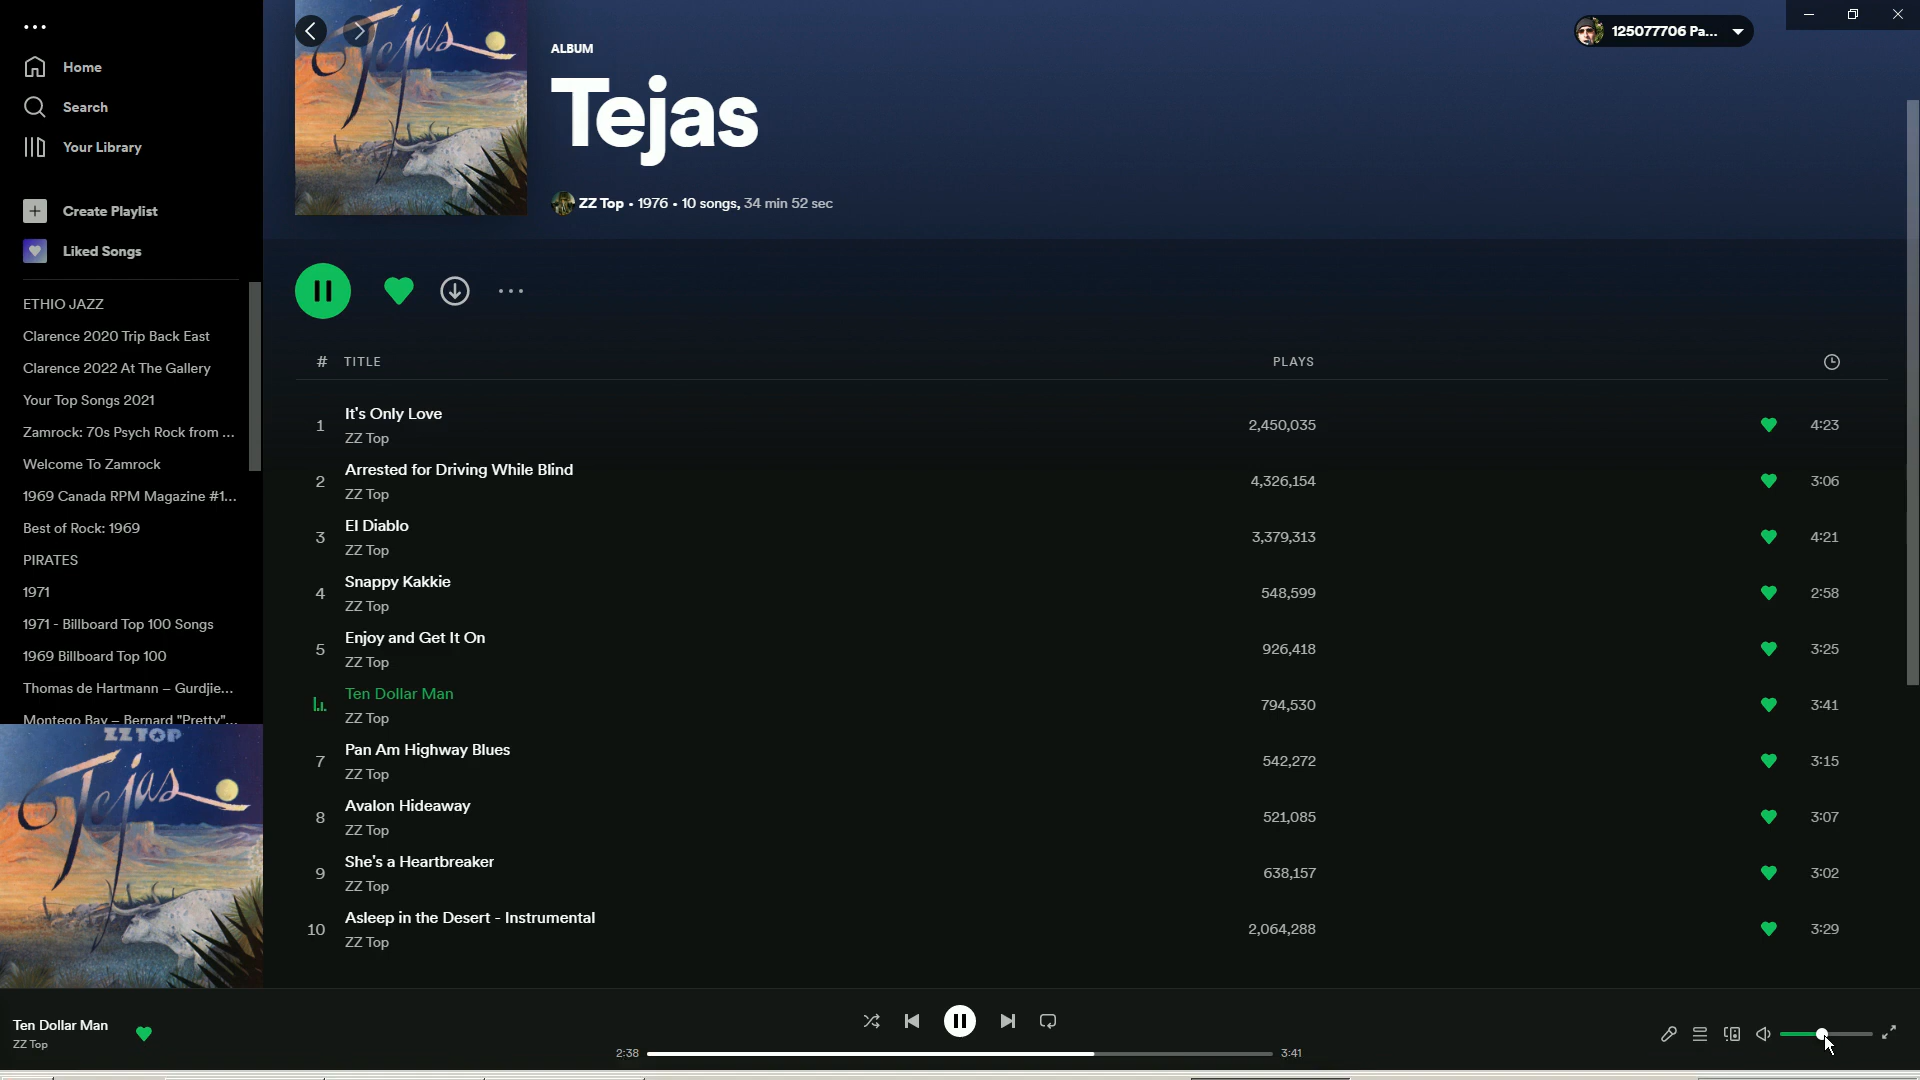 Home
Search
Your Library
Create Playlist
Liked Songs
ETHIO JAZZ
Clarence 2020 Trip Back East
Clarence 2022 At The Gallery
Your Top Songs 2021
Zamrock: 70s Psych Rock from ...
Welcome To Zamrock
1969 Canada RPM Magazine #1...
Best of Rock: 1969
PIRATES
1971
1971 - Billboard Top 100 Songs
1969 Billboard Top 100
Thomas de Hartmann – Gurdjie...
Montego Bay – Bernard "Pretty"...
ZZ TOP
Tejas
Tejas
125077706 Pa...
ALBUM
Tejas
ZZ Top • 1976 • 10 songs, 34 min 52 sec
# TITLE PLAYS
1 It's Only Love 2,450,035 4:23
ZZ Top
2 Arrested for Driving While Blind 4,326,154 3:06
ZZ Top
3 El Diablo 3,379,313 4:21
ZZ Top
4 Snappy Kakkie 548,599 2:58
ZZ Top
5 Enjoy and Get It On 926,418 3:25
ZZ Top
Ten Dollar Man 794,530 3:41
ZZ Top
7 Pan Am Highway Blues 542,272 3:15
ZZ Top
8 Avalon Hideaway 521,085 3:07
ZZ Top
9 She's a Heartbreaker 638,157 3:02
ZZ Top
10 Asleep in the Desert - Instrumental 2,064,288 3:29
ZZ Top
Ten Dollar Man
ZZ Top
2:38 3:41